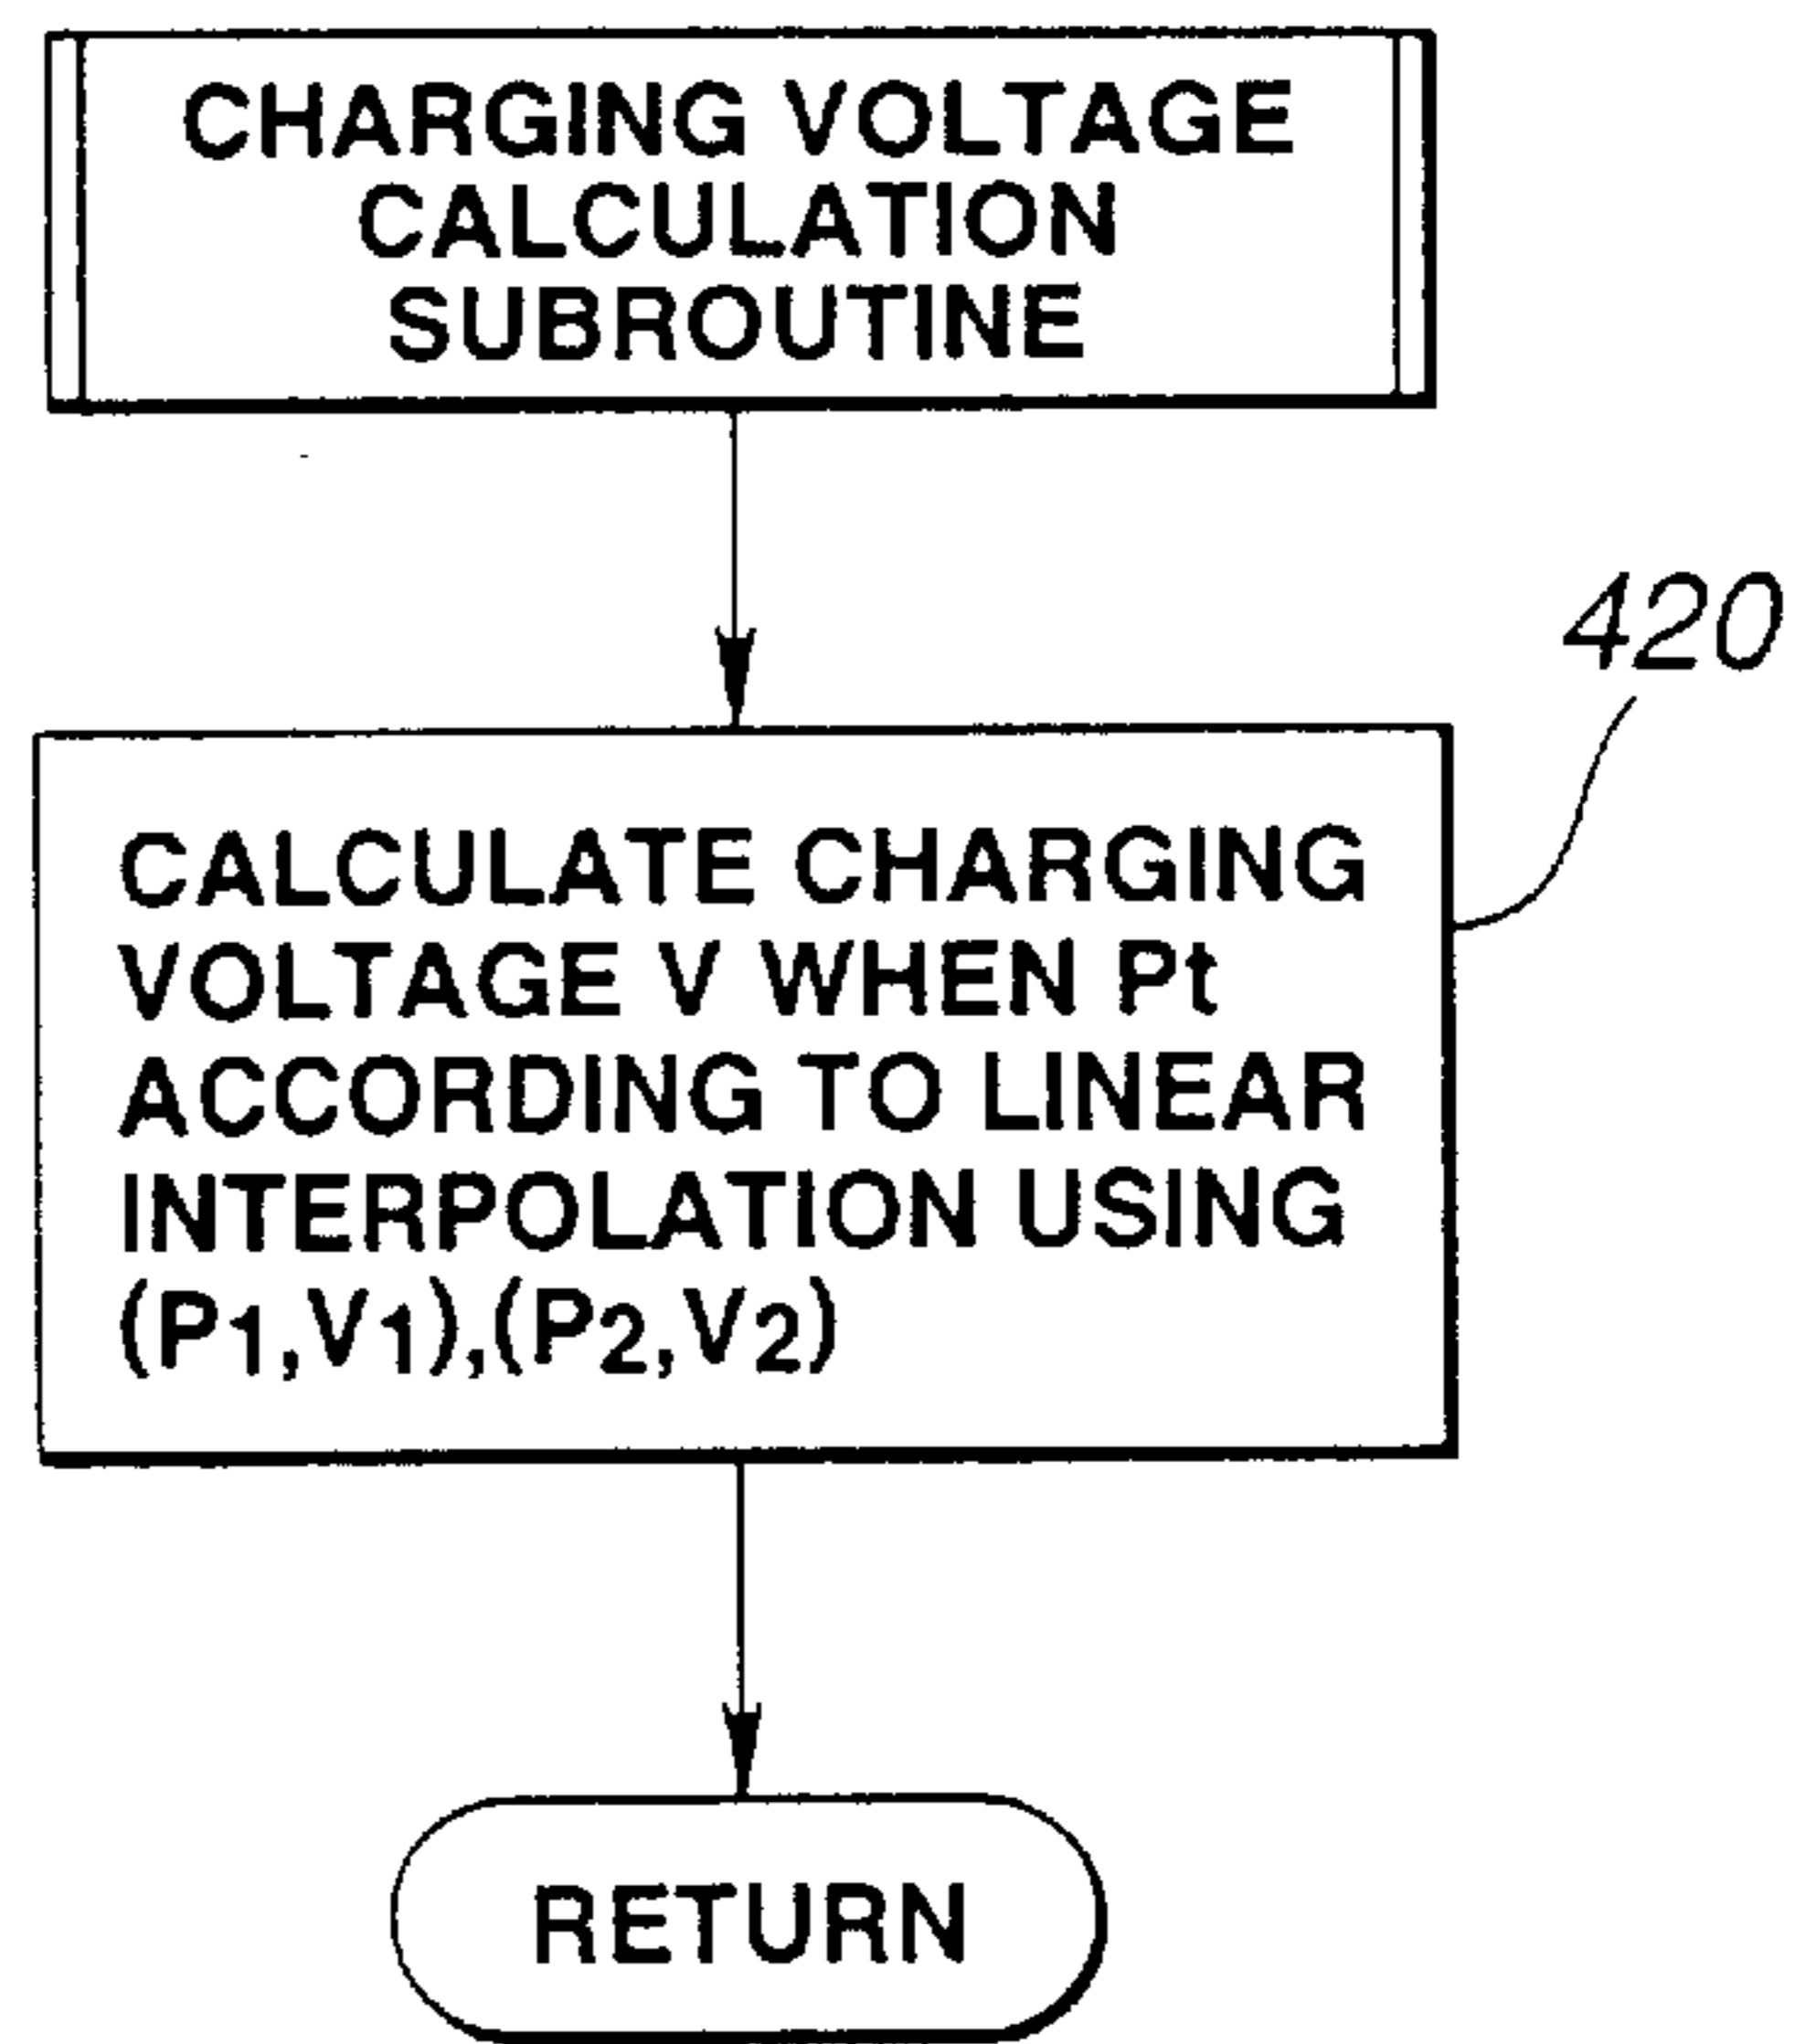 CHARGING VOLTAGE
CALCULATION
SUBROUTINE
420
CALCULATE CHARGING
VOLTAGE V WHEN Pt
ACCORDING TO LINEAR
INTERPOLATION USING
(P1,V1),(P2,V2)
RETURN